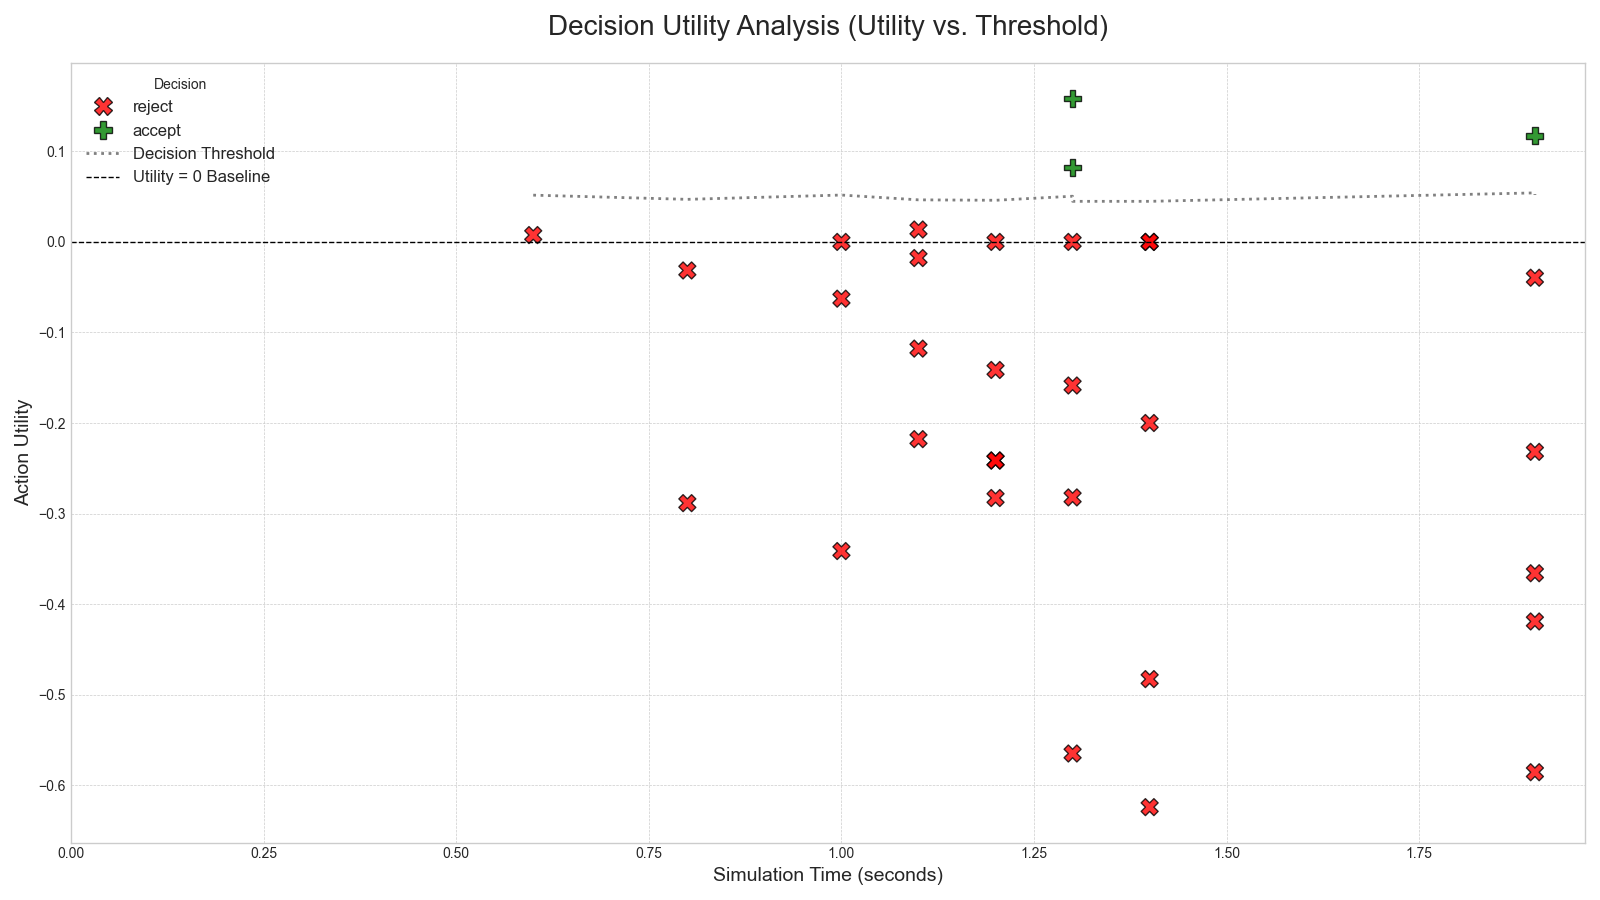 Decision Utility Analysis (Utility vs. Threshold)
Decision
reject
accept
Decision Threshold
Utility = 0 Baseline
0.1
0.0
−0.1
−0.2
−0.3
−0.4
−0.5
−0.6
Action Utility
0.00 0.25 0.50 0.75 1.00 1.25 1.50 1.75
Simulation Time (seconds)